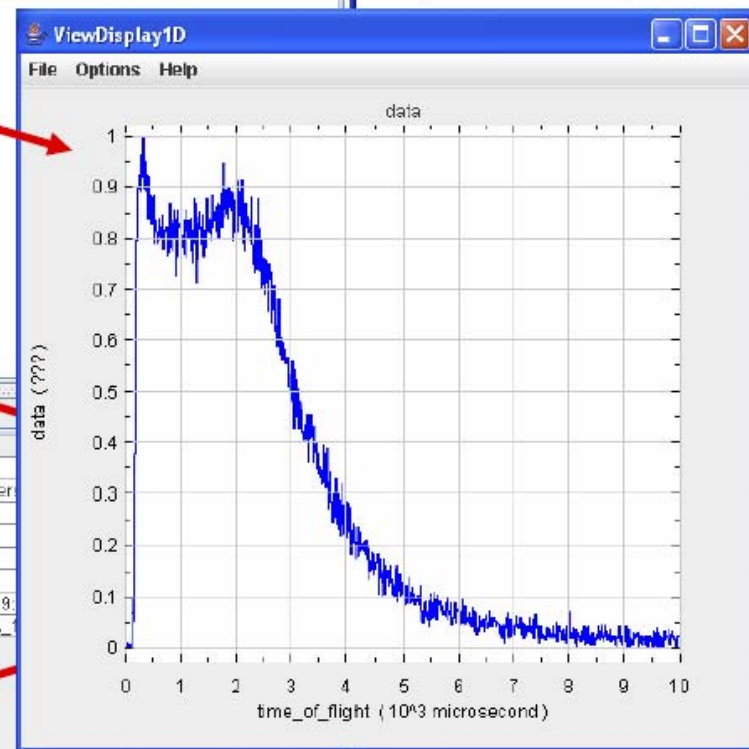 ViewDisplay1D
File Options Help
data
1
0.9
0.8
0.7
0.6
0.5
0.4
0.3
0.2
0.1
0
data (???)
0 1 2 3 4 5 6 7 8 9 10
time_of_flight (10^3 microsecond)